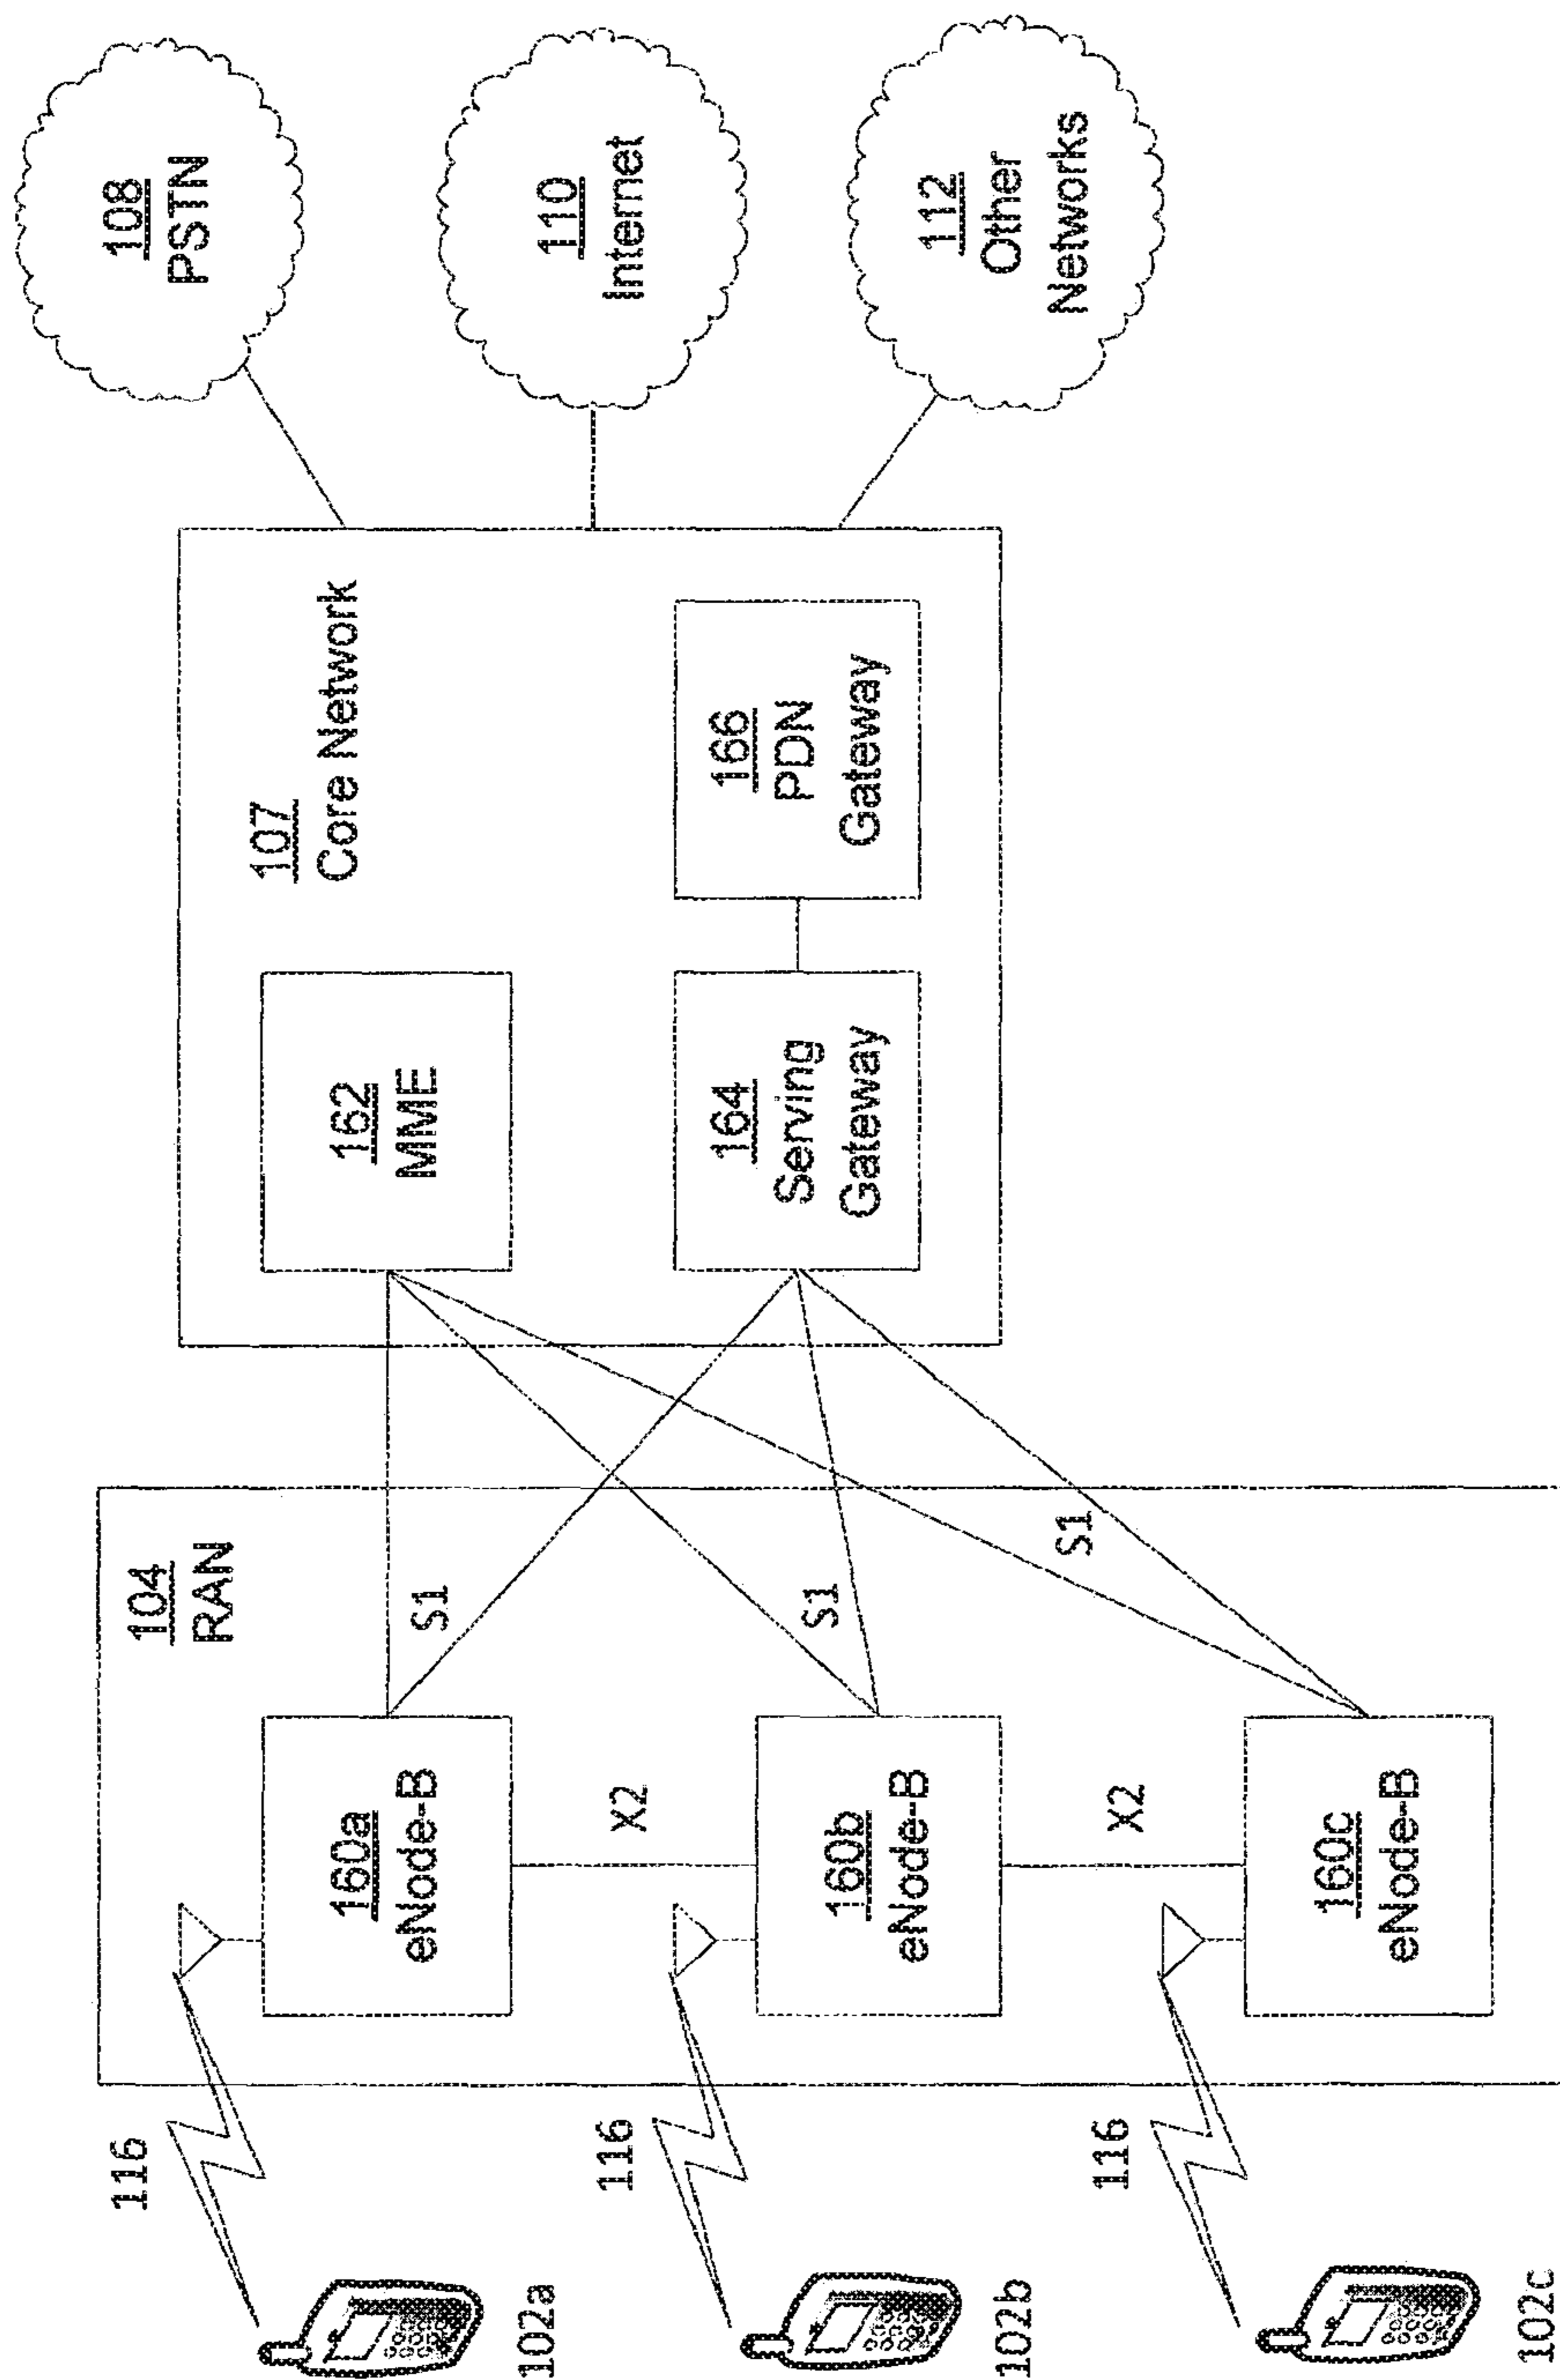 116
102a
116
102b
116
102c
104
RAN
160a
eNode-B
X2
160b
eNode-B
X2
160c
eNode-B
S1
S1
S1
107
Core Network
162
MME
164
Serving
Gateway
166
PDN
Gateway
108
PSTN
110
Internet
112
Other
Networks